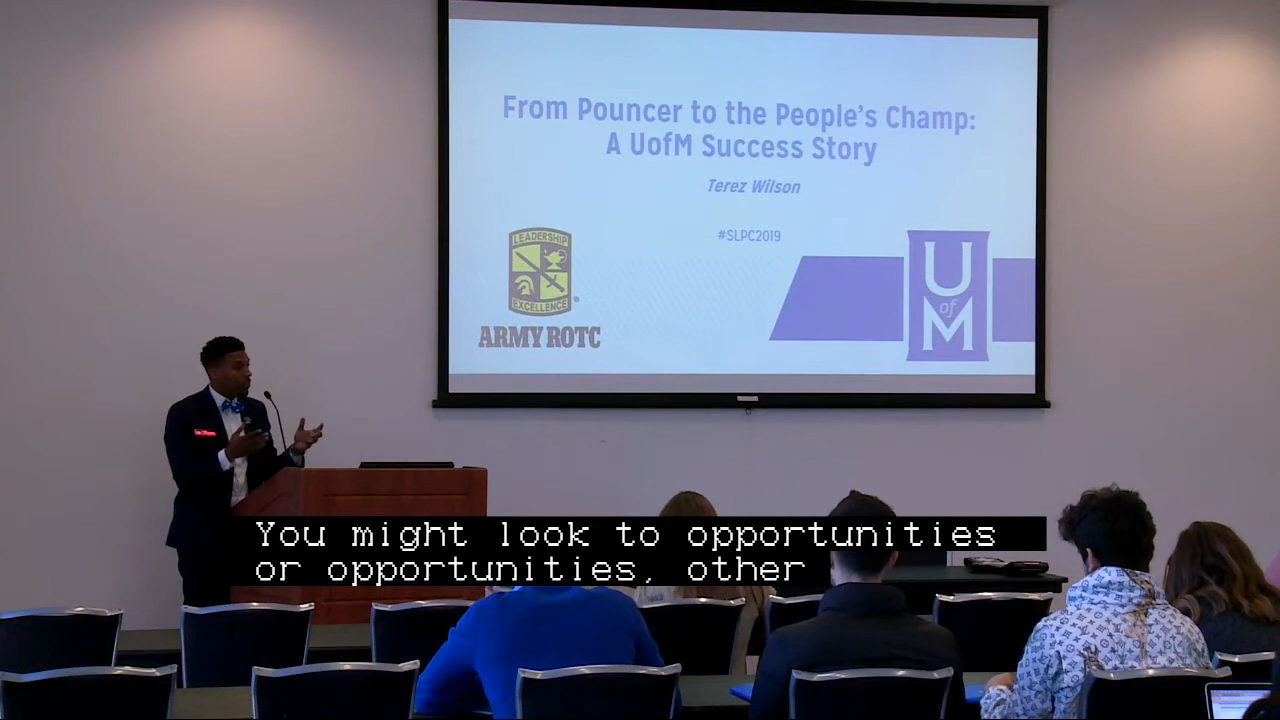 From Pouncer to the People's Champ:
A UofM Success Story
Terez Wilson
#SLPC2019
LEADERSHIP
EXCELLENCE
ARMY ROTC
U
of
M
You might look to opportunities
or opportunities, other